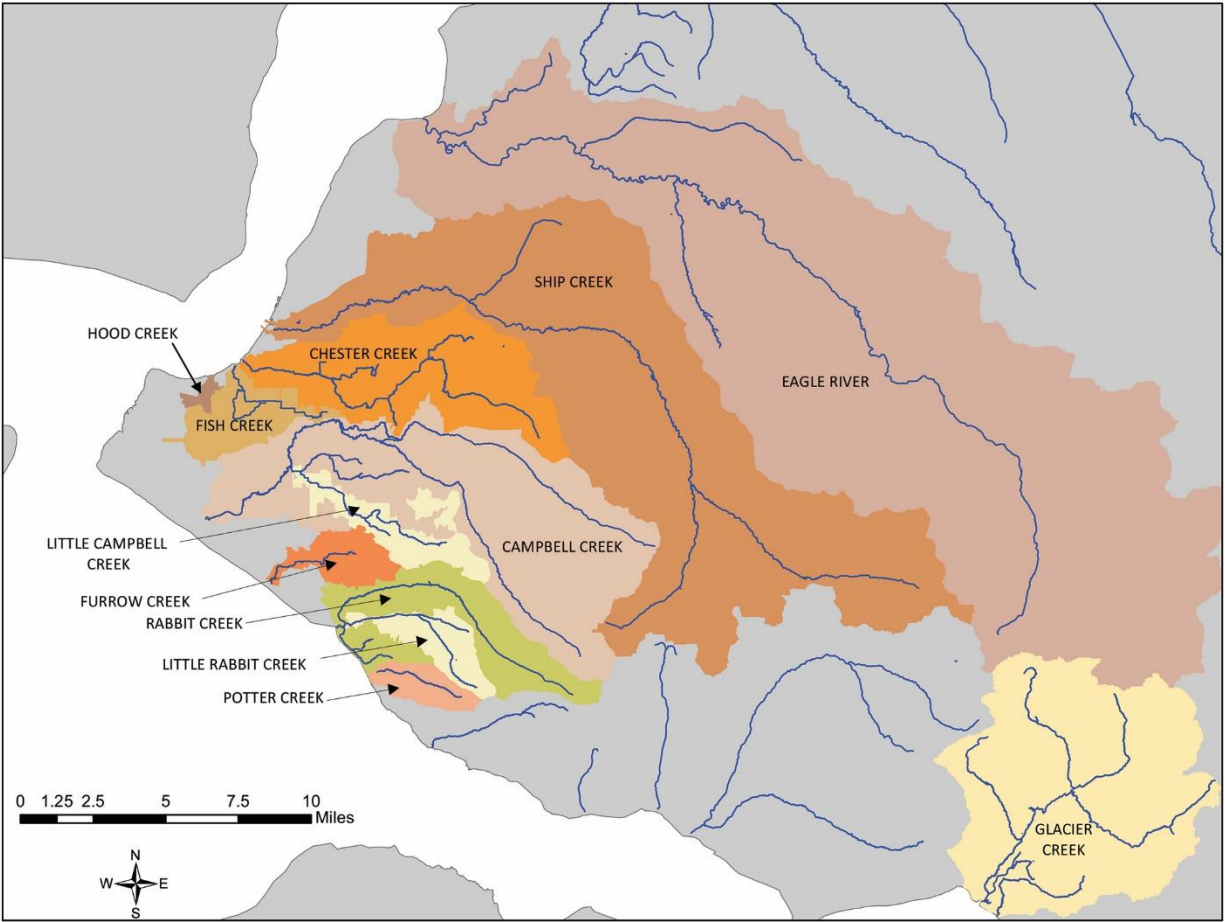 SHIP CREEK
HOOD CREEK
CHESTER CREEK
EAGLE RIVER
FISH CREEK
LITTLE CAMPBELL
CREEK
CAMPBELL CREEK
FURROW CREEK
RABBIT CREEK
LITTLE RABBIT CREEK
POTTER CREEK
0 1.25 2.5 5 7.5 10
Miles
GLACIER
CREEK
N
W E
S